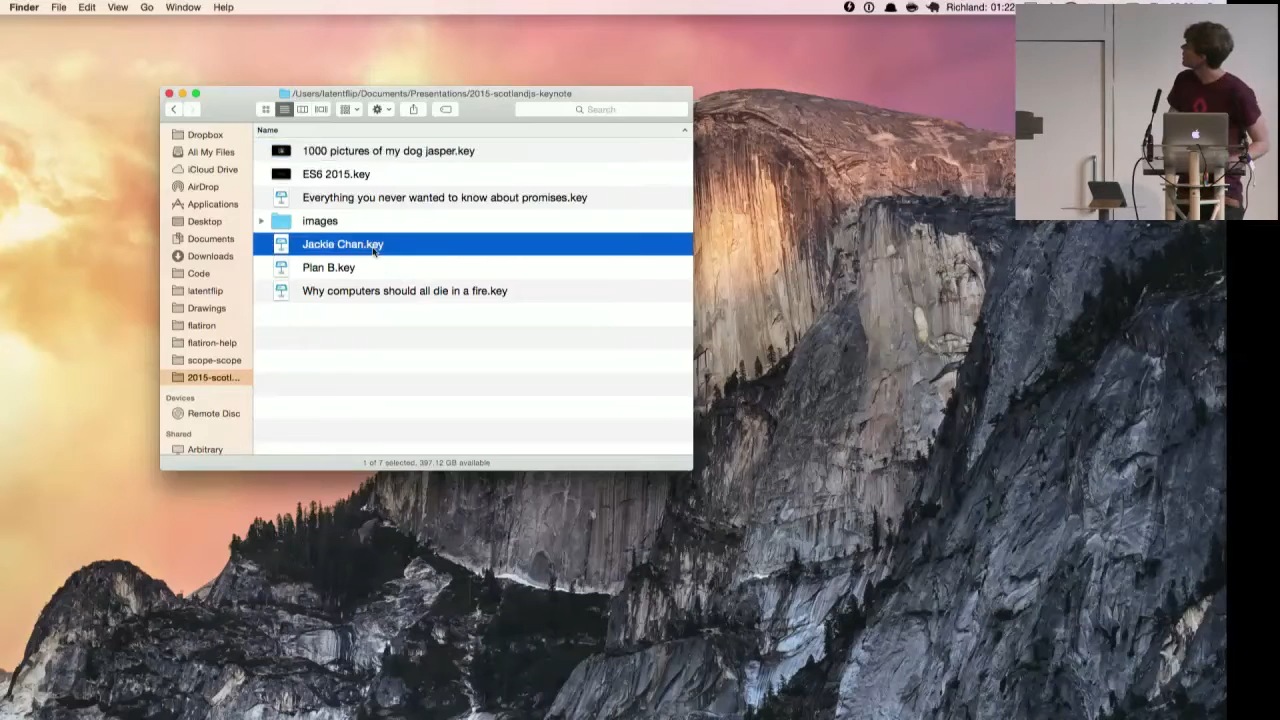 Finder File Edit View Go Window Help
Richland: 01:22
/Users/latentflip/Documents/Presentations/2015-scotlandjs-keynote
Search
Name
Dropbox
All My Files
iCloud Drive
AirDrop
Applications
Desktop
Documents
Downloads
Code
latentflip
Drawings
flatiron
flatiron-help
scope-scope
2015-scotl...
Devices
Remote Disc
Shared
Arbitrary
1000 pictures of my dog jasper.key
ES6 2015.key
Everything you never wanted to know about promises.key
images
Jackie Chan.key
Plan B.key
Why computers should all die in a fire.key
1 of 7 selected, 397.12 GB available